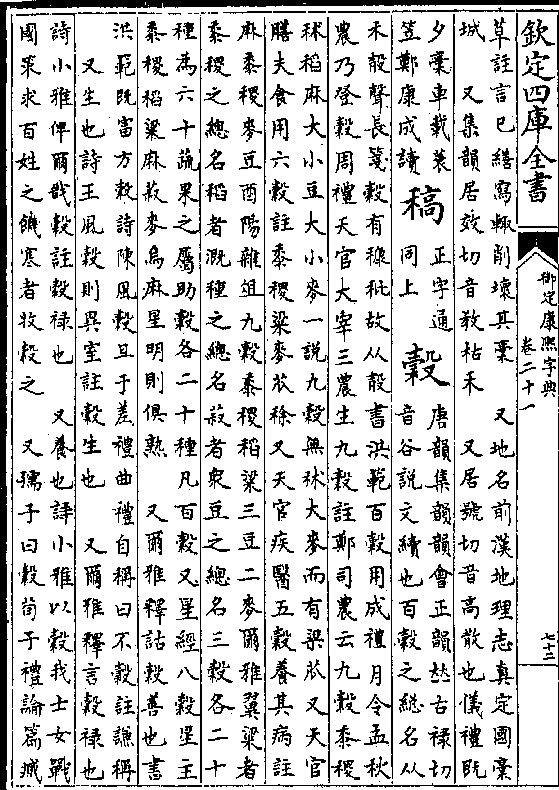 欽定四庫全書
御定康熙字典
卷二十一
七十二
草註言已繕寫輒削壞其稾　又地名前漢地理志真定國稾
城　又集韻居效切音教枯禾　又居號切音高散也儀禮既
夕稾車載蓑
笠鄭康成讀　稿　正字通
同上　穀　唐韻集韻韻會正韻𠀤古祿切
音谷說文續也百穀之總名从
禾㱿聲長箋穀有稃秕故从㱿書洪範百穀用成禮月令孟秋
農乃登穀周禮天官大宰三農生九穀註鄭司農云九穀黍稷
秫稻麻大小豆大小麥一說九穀無秫大麥而有粱苽又天官
膳夫食用六穀註黍稷粱麥苽稌又天官疾醫五穀養其病註
麻黍稷麥豆酉陽雜俎九穀黍稷稻粱三豆二麥爾雅翼粱者
黍稷之總名稻者溉種之總名菽者衆豆之總名三穀各二十
種為六十蔬果之屬助穀各二十種凡百穀又星經八穀星主
黍稷稻粱麻菽麥烏麻星明則俱熟　又爾雅釋詁穀善也書
洪範既富方穀詩陳風穀旦于差禮曲禮自稱曰不穀註謙稱
又生也詩王風穀則異室註穀生也　又爾雅釋言穀祿也
詩小雅俾爾戩穀註穀祿也　又養也詩小雅以穀我士女戰
國策求百姓之饑寒者收穀之　又孺子曰穀荀子禮論篇臧